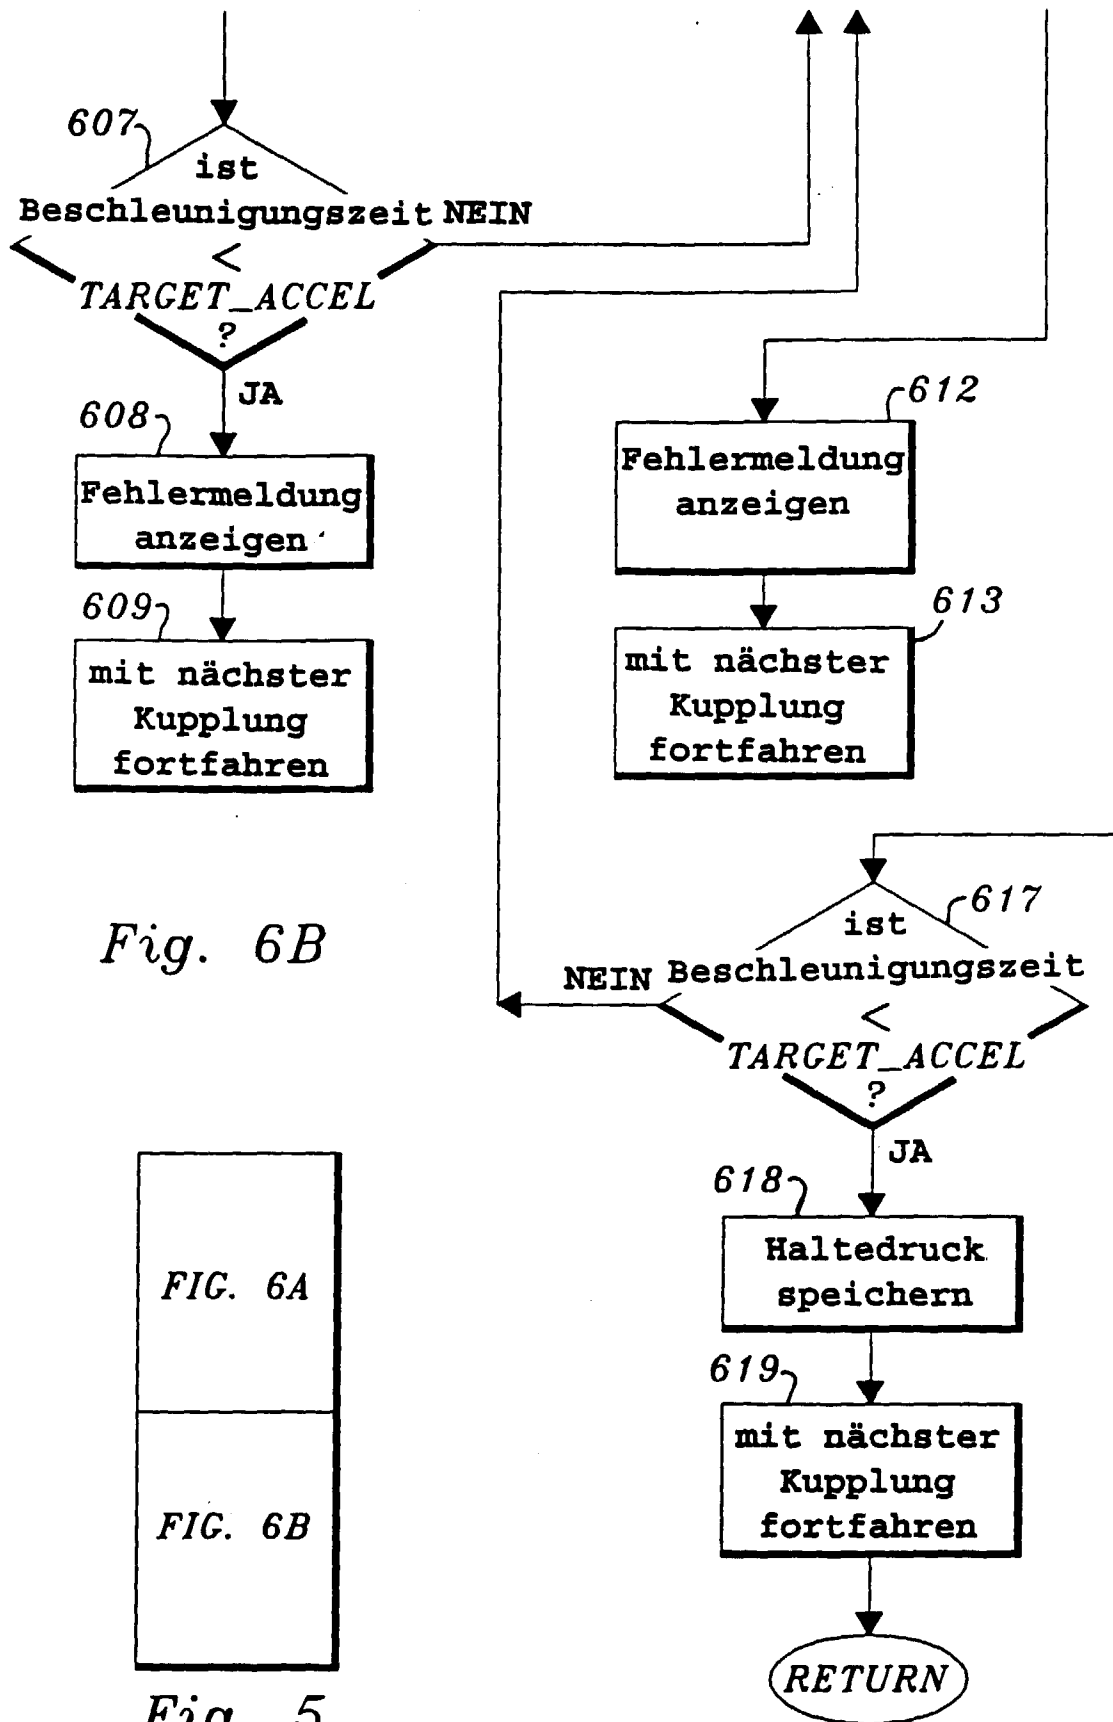 607
ist
Beschleunigungszeit NEIN
<
TARGET_ACCEL
?
JA
608
Fehlermeldung
anzeigen
609
mit nächster
Kupplung
fortfahren
612
Fehlermeldung
anzeigen
613
mit nächster
Kupplung
fortfahren
Fig. 6B
617
ist
NEIN Beschleunigungszeit
<
TARGET_ACCEL
?
JA
618
Haltedruck
speichern
619
mit nächster
Kupplung
fortfahren
RETURN
FIG. 6A
FIG. 6B
Fig. 5